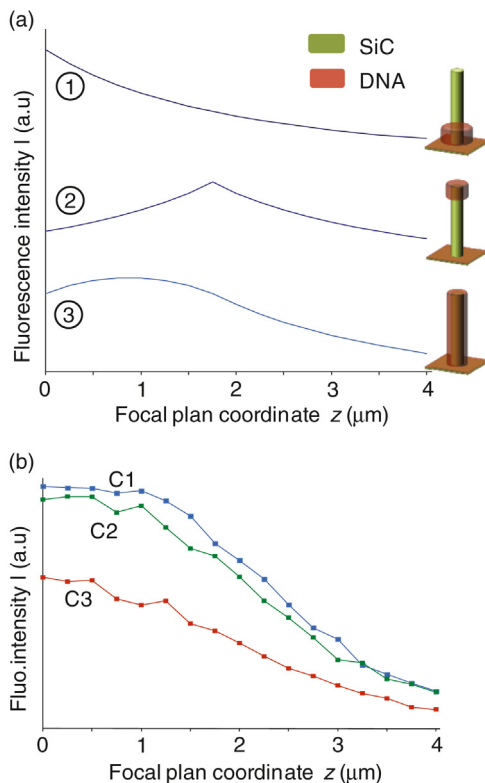 (a)
SiC
DNA
1
2
3
Fluorescence intensity I (a.u)
0
1
2
3
4
Focal plan coordinate z (μm)
(b)
C1
C2
C3
Fluo.intensity I (a.u)
0
1
2
3
4
Focal plan coordinate z (μm)